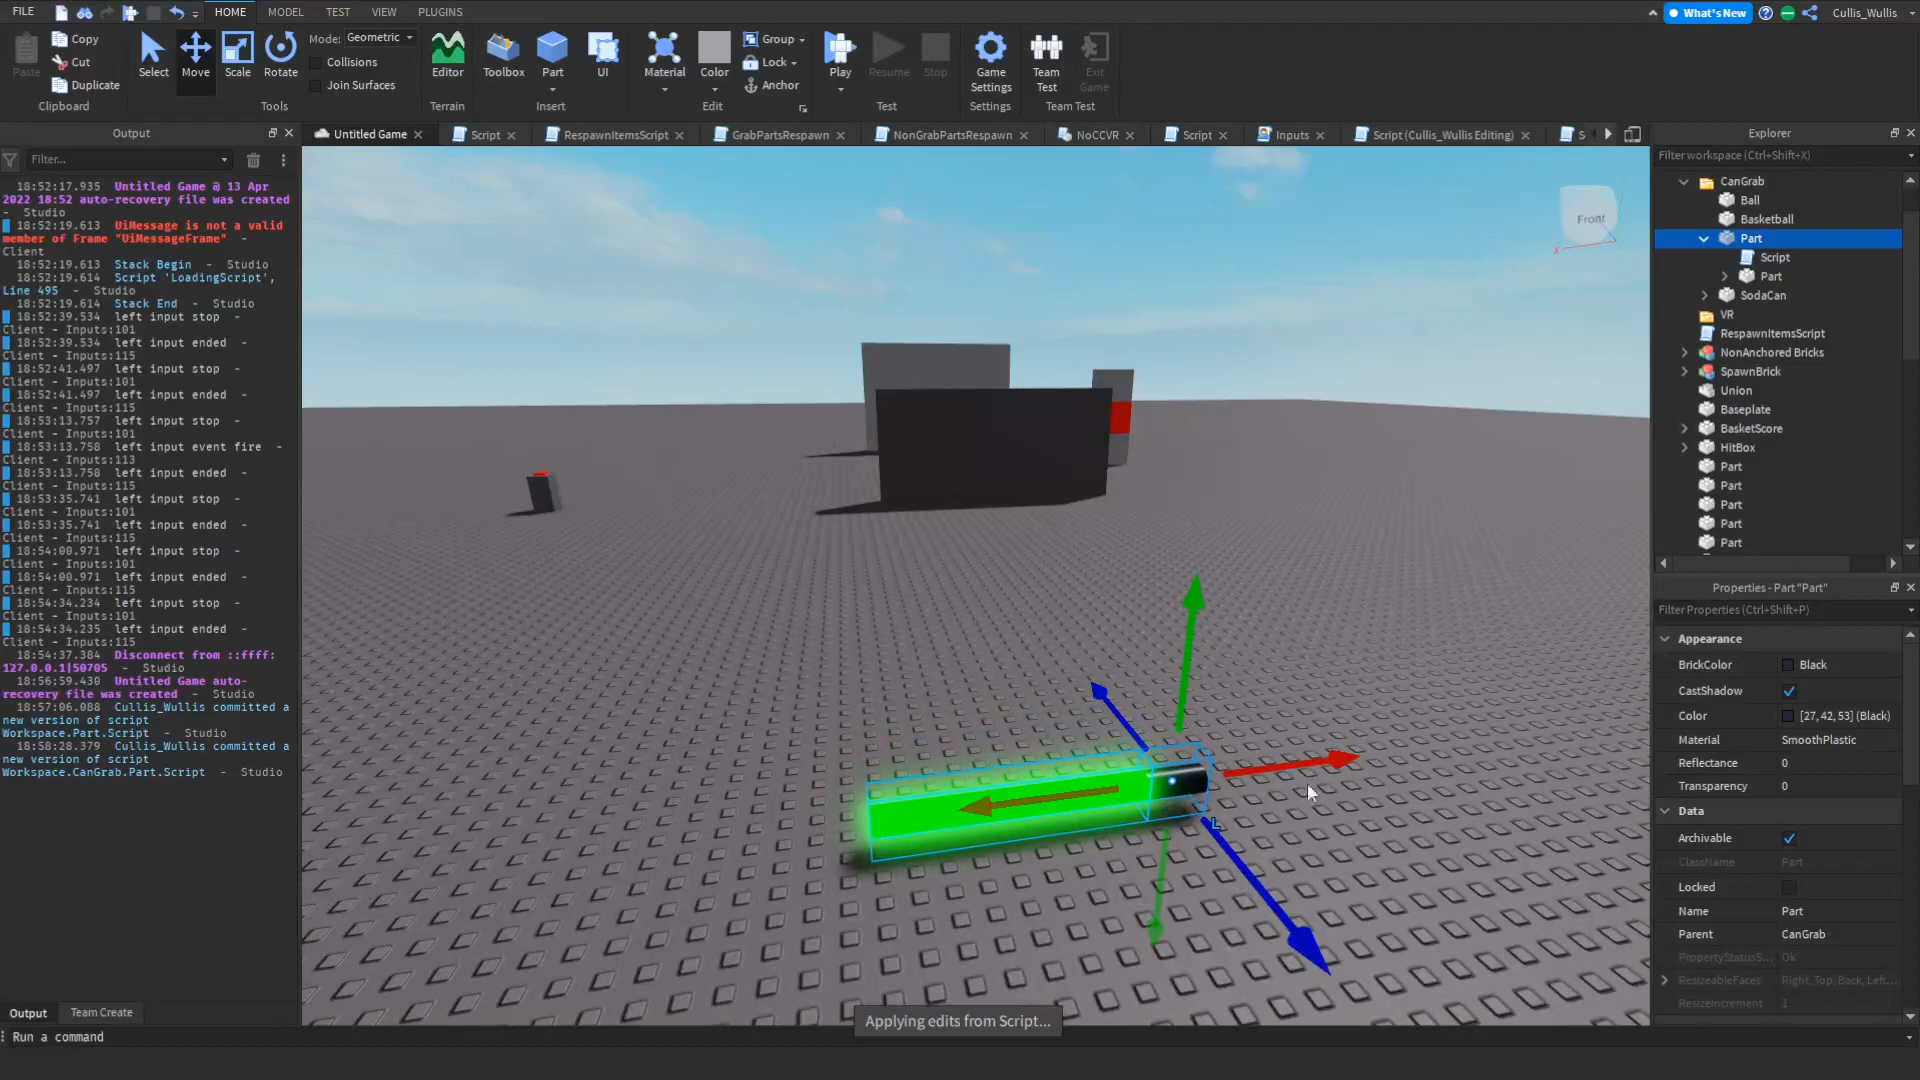 FILE
HOME
MODEL
TEST
VIEW
PLUGINS
What's New
Cullis_Wullis
Paste
Copy
Cut
Duplicate
Clipboard
Select
Move
Scale
Rotate
Mode: Geometric
Collisions
Join Surfaces
Tools
Editor
Terrain
Toolbox
Part
UI
Insert
Material
Color
Group
Lock
Anchor
Edit
Play
Resume
Stop
Test
Game
Settings
Settings
Team
Test
Exit
Game
Team Test
Output
Filter...
18:52:17.935 Untitled Game @ 13 Apr
2022 18:52 auto-recovery file was created
- Studio
18:52:19.613 UiMessage is not a valid
member of Frame "UiMessageFrame" -
Client
18:52:19.613 Stack Begin - Studio
18:52:19.614 Script 'LoadingScript',
Line 495 - Studio
18:52:19.614 Stack End - Studio
18:52:39.534 left input stop -
Client - Inputs:101
18:52:39.534 left input ended -
Client - Inputs:115
18:52:41.497 left input stop -
Client - Inputs:101
18:52:41.497 left input ended -
Client - Inputs:115
18:53:13.757 left input stop -
Client - Inputs:101
18:53:13.758 left input event fire -
Client - Inputs:113
18:53:13.758 left input ended -
Client - Inputs:115
18:53:35.741 left input stop -
Client - Inputs:101
18:53:35.741 left input ended -
Client - Inputs:115
18:54:00.971 left input stop -
Client - Inputs:101
18:54:00.971 left input ended -
Client - Inputs:115
18:54:34.234 left input stop -
Client - Inputs:101
18:54:34.235 left input ended -
Client - Inputs:115
18:54:37.384 Disconnect from ::ffff:
127.0.0.1|50705 - Studio
18:56:59.430 Untitled Game auto-
recovery file was created - Studio
18:57:06.088 Cullis_Wullis committed a
new version of script
Workspace.Part.Script - Studio
18:58:28.379 Cullis_Wullis committed a
new version of script
Workspace.CanGrab.Part.Script - Studio
Output
Team Create
Run a command
Untitled Game
Script
RespawnItemsScript
GrabPartsRespawn
NonGrabPartsRespawn
NoCCVR
Script
Inputs
Script (Cullis_Wullis Editing)
S
Front
X
L
Applying edits from Script...
Explorer
Filter workspace (Ctrl+Shift+X)
CanGrab
Ball
Basketball
Part
Script
Part
SodaCan
VR
RespawnItemsScript
NonAnchored Bricks
SpawnBrick
Union
Baseplate
BasketScore
HitBox
Part
Part
Part
Part
Part
Properties - Part "Part"
Filter Properties (Ctrl+Shift+P)
Appearance
BrickColor Black
CastShadow
Color [27, 42, 53] (Black)
Material SmoothPlastic
Reflectance 0
Transparency 0
Data
Archivable
ClassName Part
Locked
Name Part
Parent CanGrab
PropertyStatusS... Ok
ResizeableFaces Right, Top, Back, Left...
ResizeIncrement 1